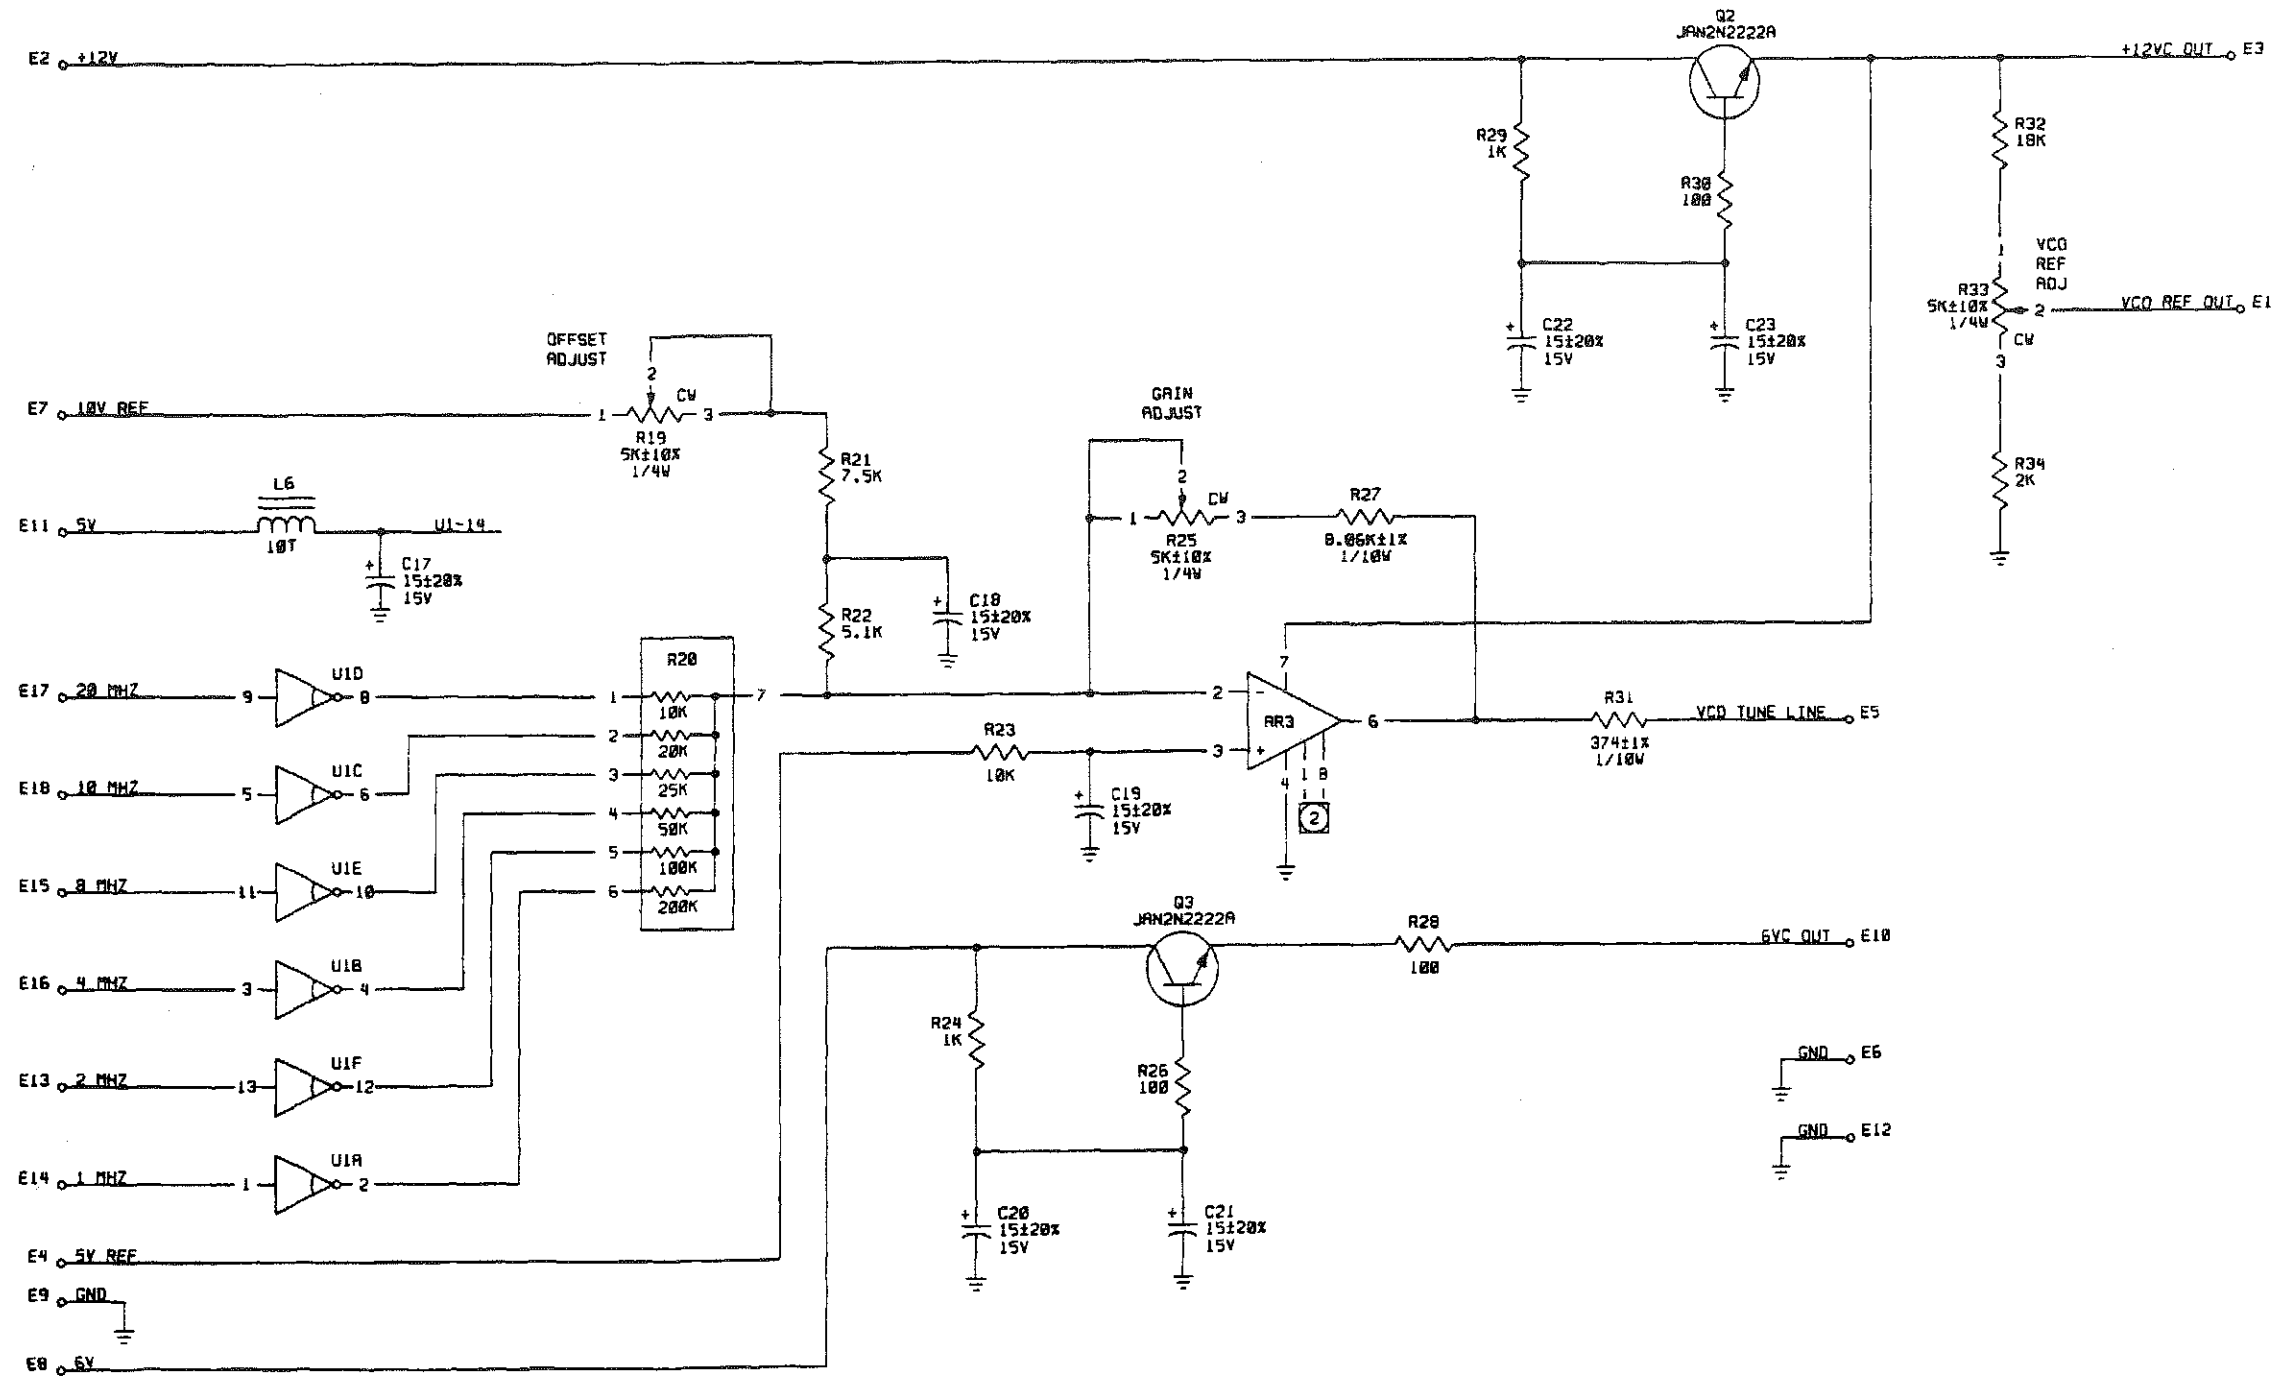 Q2
JAN2N2222A
E2 +12V
+12VC OUT E3
R29
1K
R30
100
R32
18K
1
VCO
REF
ADJ
R33
5K±10%
1/4W
2
VCO REF OUT E1
CW
3
+ C22
15±20%
15V
+ C23
15±20%
15V
R34
2K
OFFSET
ADJUST
2
CW
E7 10V REF
1
3
R19
5K±10%
1/4W
R21
7.5K
GAIN
ADJUST
2
CW
1
3
R25
5K±10%
1/4W
R27
8.06K±1%
1/10W
L6
E11 5V
U1-14
10T
+ C17
15±20%
15V
R22
5.1K
+ C18
15±20%
15V
R20
E17 20 MHZ
9
U1D
8
1
10K
7
2
20K
3
25K
4
50K
5
100K
6
200K
E18 10 MHZ
5
U1C
6
E15 8 MHZ
11
U1E
10
E16 4 MHZ
3
U1B
4
E13 2 MHZ
13
U1F
12
E14 1 MHZ
1
U1A
2
R23
10K
+ C19
15±20%
15V
7
2
-
AR3
6
3
+
4
1
8
2
R31
374±1%
1/10W
VCO TUNE LINE E5
Q3
JAN2N2222A
R28
100
6VC OUT E10
R24
1K
R26
100
GND E6
GND E12
+ C20
15±20%
15V
+ C21
15±20%
15V
E4 5V REF
E9 GND
E8 6V